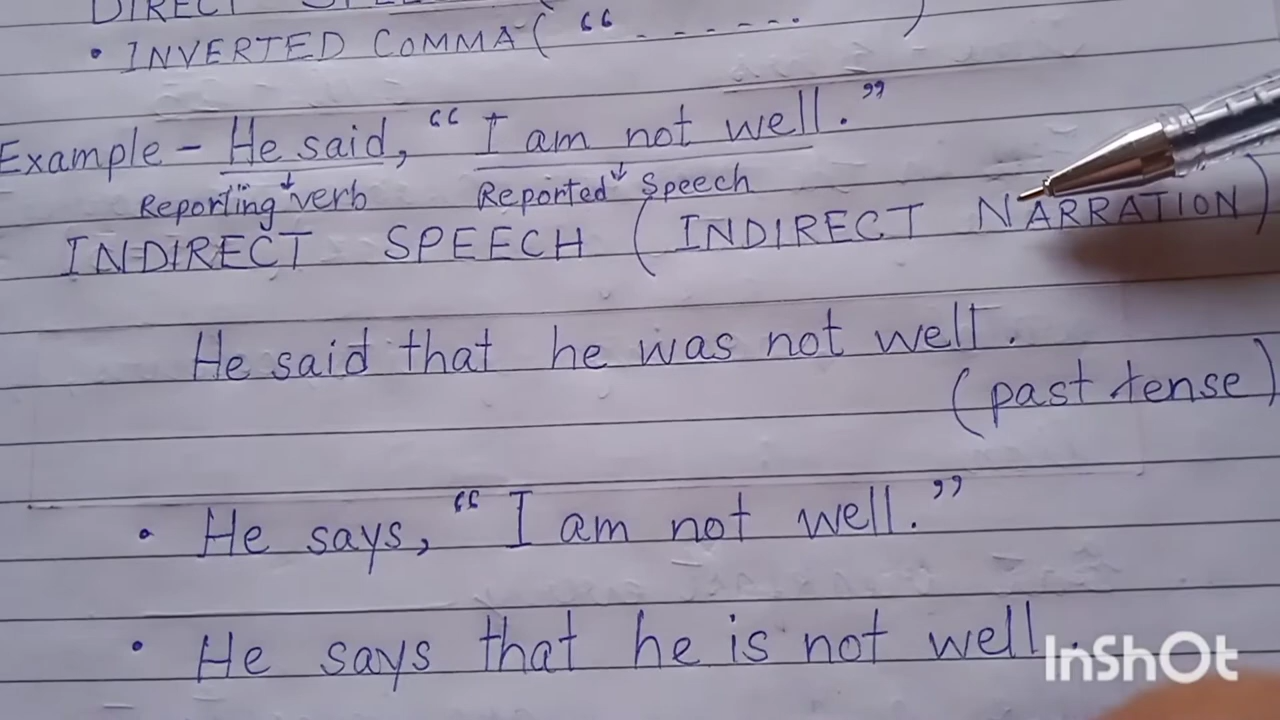 DIRECT
• INVERTED COMMA (“ . - - - - - . )
Example – He said, “ I am not well.”
Reporting verb Reported Speech
INDIRECT SPEECH ( INDIRECT NARRATION )
He said that he was not well.
(past tense)
• He says, “ I am not well.”
• He says that he is not well.
InShOt